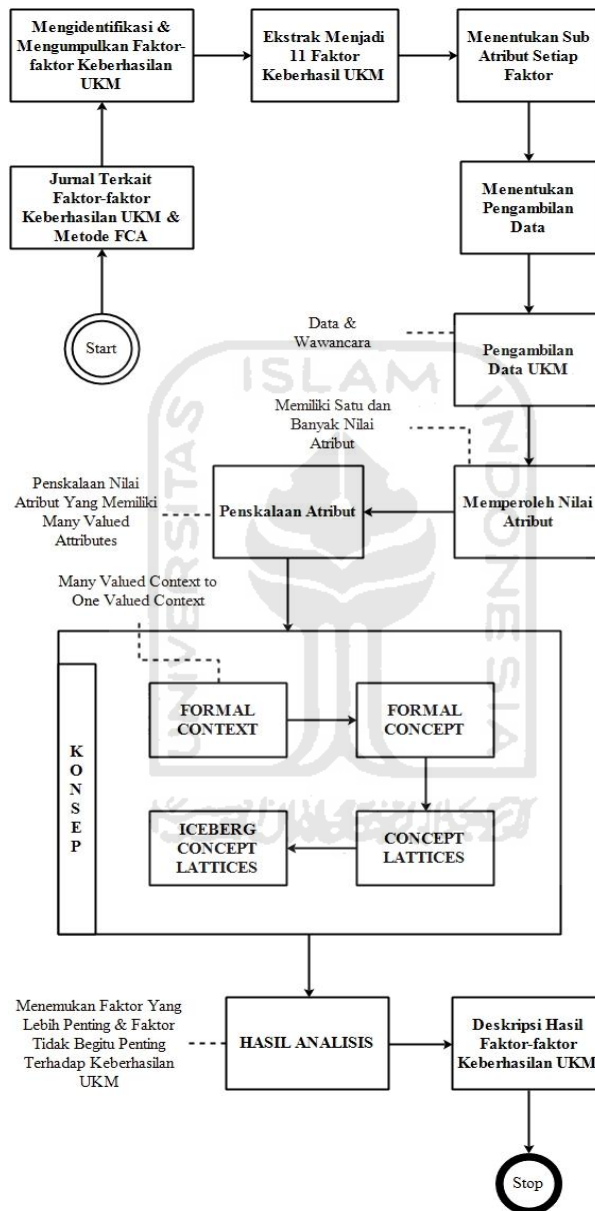 Mengidentifikasi &
Mengumpulkan Faktor-
faktor Keberhasilan
UKM
Ekstrak Menjadi
11 Faktor
Keberhasil UKM
Menentukan Sub
Atribut Setiap
Faktor
Jurnal Terkait
Faktor-faktor
Keberhasilan UKM &
Metode FCA
Menentukan
Pengambilan
Data
Start
Data &
Wawancara
Pengambilan
Data UKM
Memiliki Satu dan
Banyak Nilai
Atribut
Penskalaan Nilai
Atribut Yang Memiliki
Many Valued
Attributes
Penskalaan Atribut
Memperoleh Nilai
Atribut
Many Valued Context to
One Valued Context
KONSEP
FORMAL
CONTEXT
FORMAL
CONCEPT
ICEBERG
CONCEPT
LATTICES
CONCEPT
LATTICES
Menemukan Faktor Yang
Lebih Penting & Faktor
Tidak Begitu Penting
Terhadap Keberhasilan
UKM
HASIL ANALISIS
Deskripsi Hasil
Faktor-faktor
Keberhasilan UKM
Stop
UNIVERSITAS
ISLAM
INDONESIA